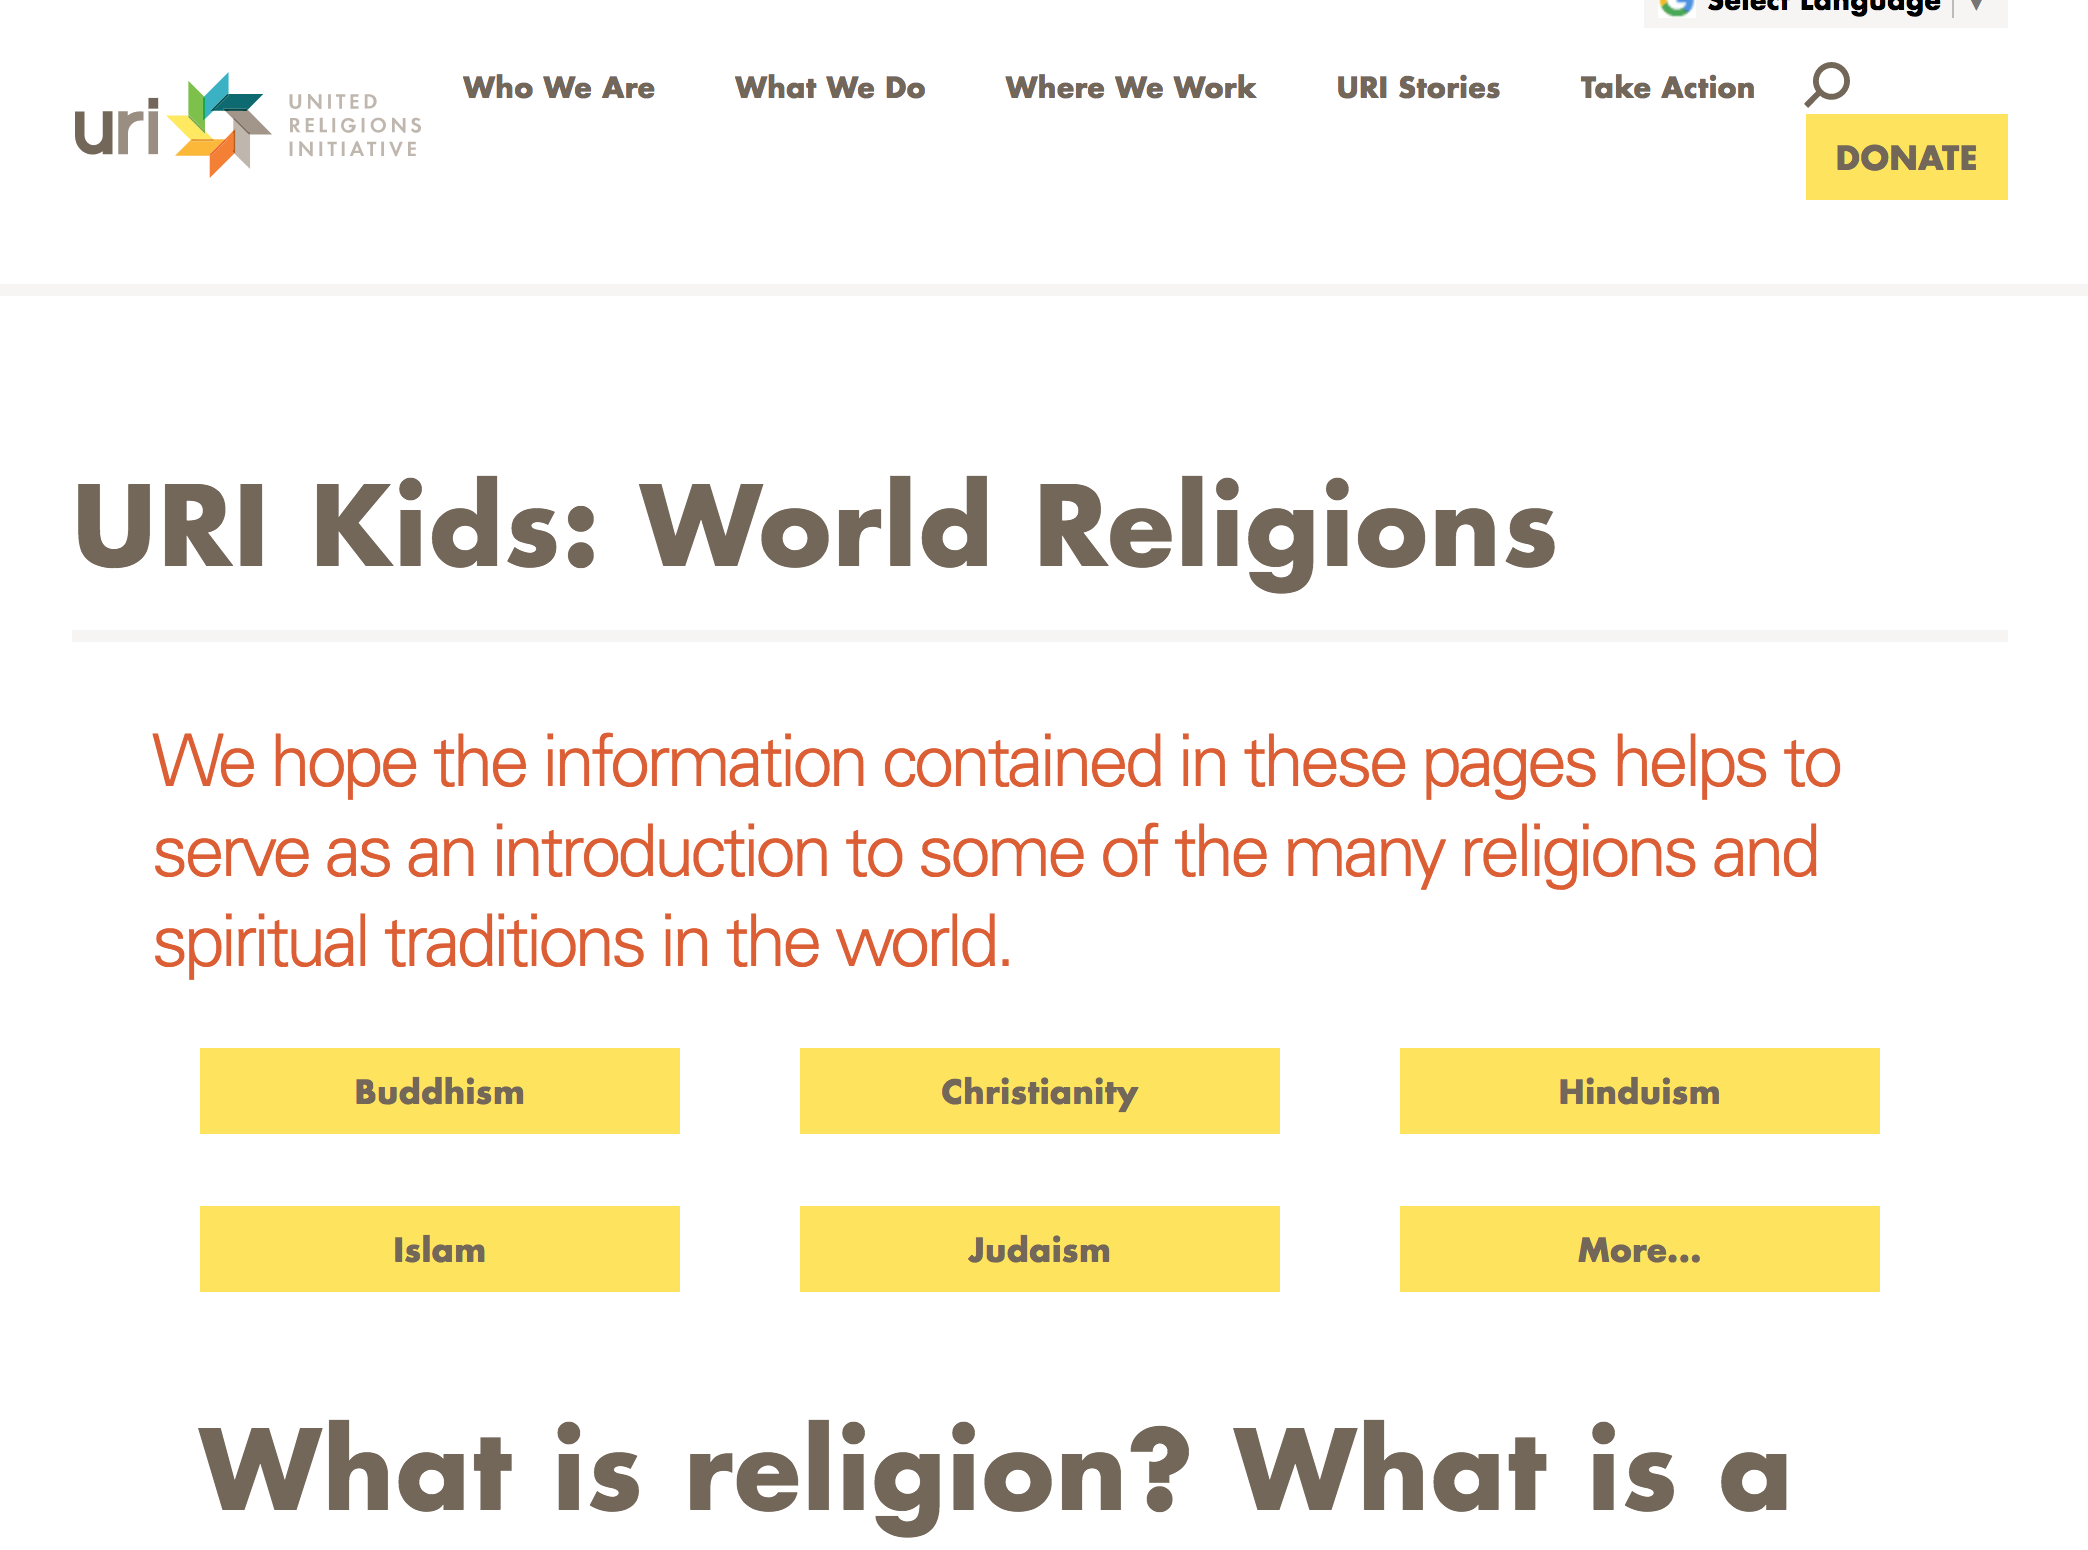 Select Language
uri
UNITED
RELIGIONS
INITIATIVE
Who We Are
What We Do
Where We Work
URI Stories
Take Action
DONATE
URI Kids: World Religions
We hope the information contained in these pages helps to
serve as an introduction to some of the many religions and
spiritual traditions in the world.
Buddhism
Christianity
Hinduism
Islam
Judaism
More...
What is religion? What is a